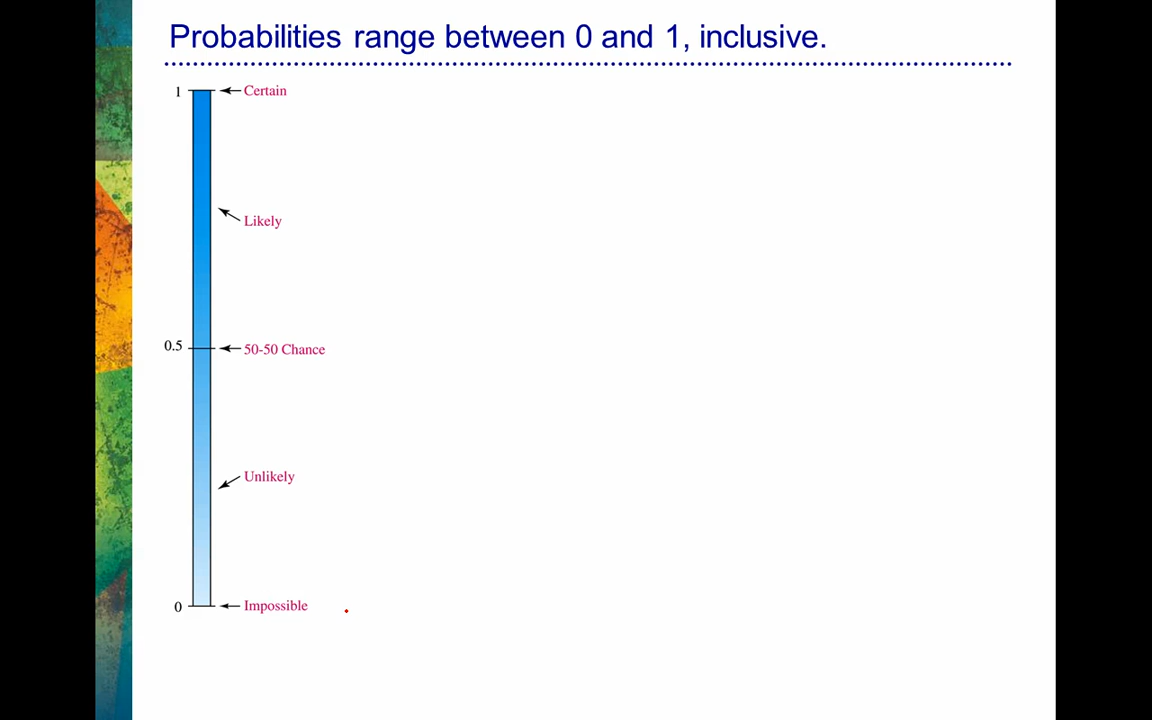 Probabilities range between 0 and 1, inclusive.
1 Certain
Likely
0.5 50-50 Chance
Unlikely
0 Impossible